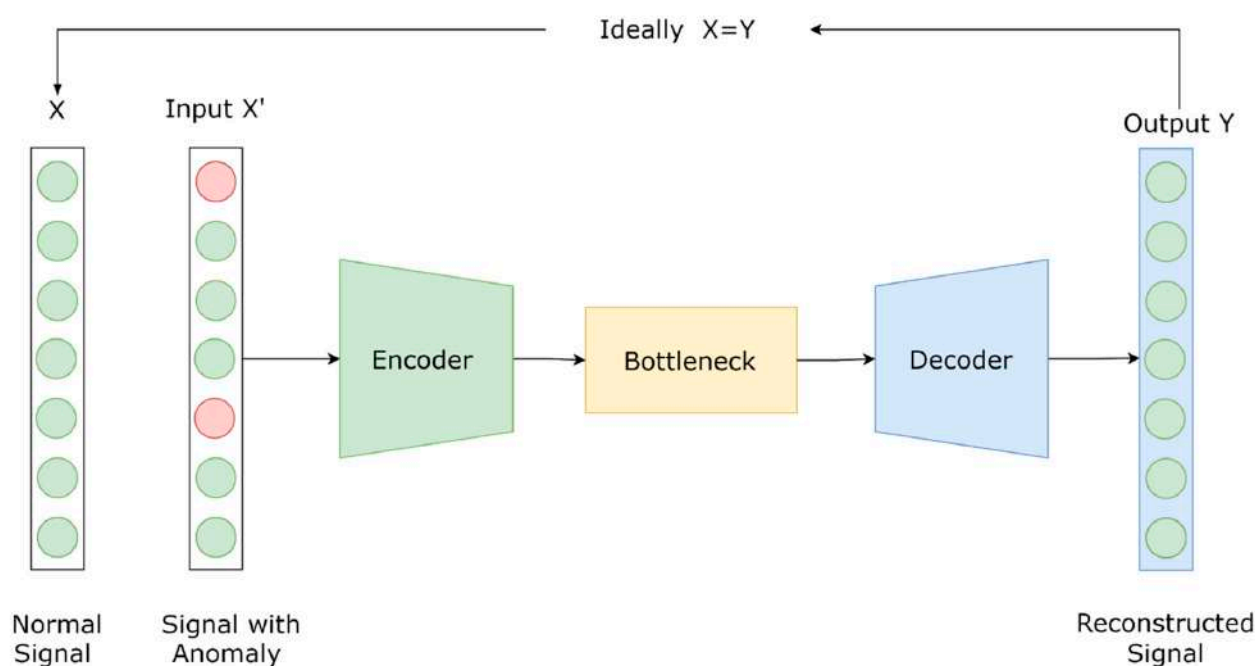 Ideally X=Y
X
Input X'
Output Y
Encoder
Bottleneck
Decoder
Normal
Signal
Signal with
Anomaly
Reconstructed
Signal